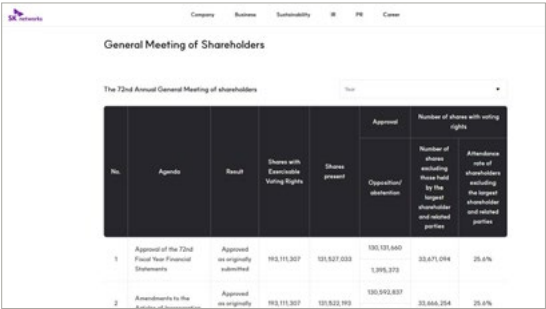 SK networks
Company Business Sustainability IR PR Career
General Meeting of Shareholders
The 72nd Annual General Meeting of shareholders
Year
No.
Agenda
Result
Shares with
Exercisable
Voting Rights
Shares
present
Approval
Opposition/
abstention
Number of shares with voting
rights
Number of
shares
excluding
those held
by the
largest
shareholder
and related
parties
Attendance
rate of
shareholders
excluding
the largest
shareholder
and related
parties
1
Approval of the 72nd
Fiscal Year Financial
Statements
Approved
as originally
submitted
193,111,307
131,527,033
130,131,660
1,395,373
33,671,094
25.6%
2
Amendments to the
Articles of Incorporation
Approved
as originally
193,111,307
131,522,193
130,592,837
33,666,254
25.6%